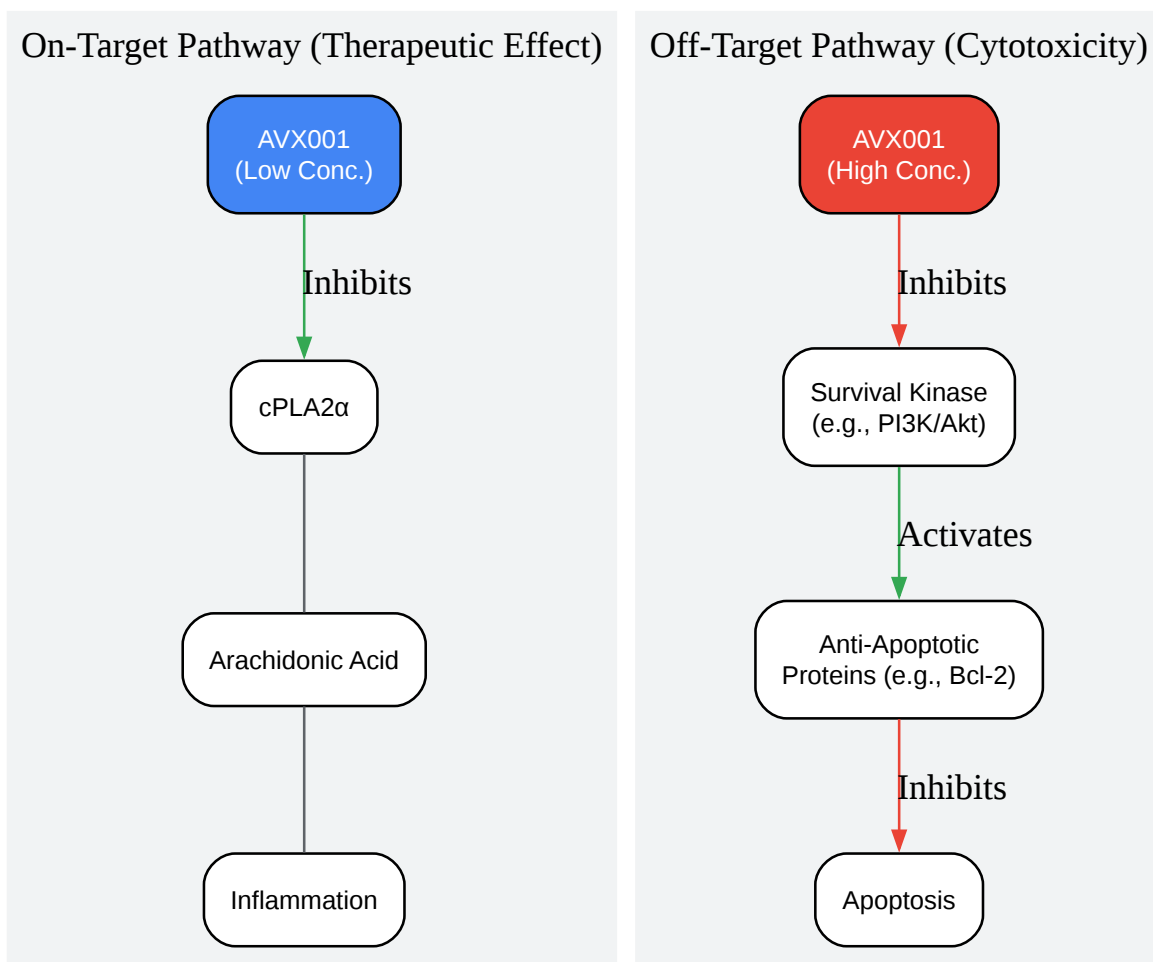 On-Target Pathway (Therapeutic Effect)
AVX001
(Low Conc.)
Inhibits
cPLA2α
Arachidonic Acid
Inflammation
Off-Target Pathway (Cytotoxicity)
AVX001
(High Conc.)
Inhibits
Survival Kinase
(e.g., PI3K/Akt)
Activates
Anti-Apoptotic
Proteins (e.g., Bcl-2)
Inhibits
Apoptosis